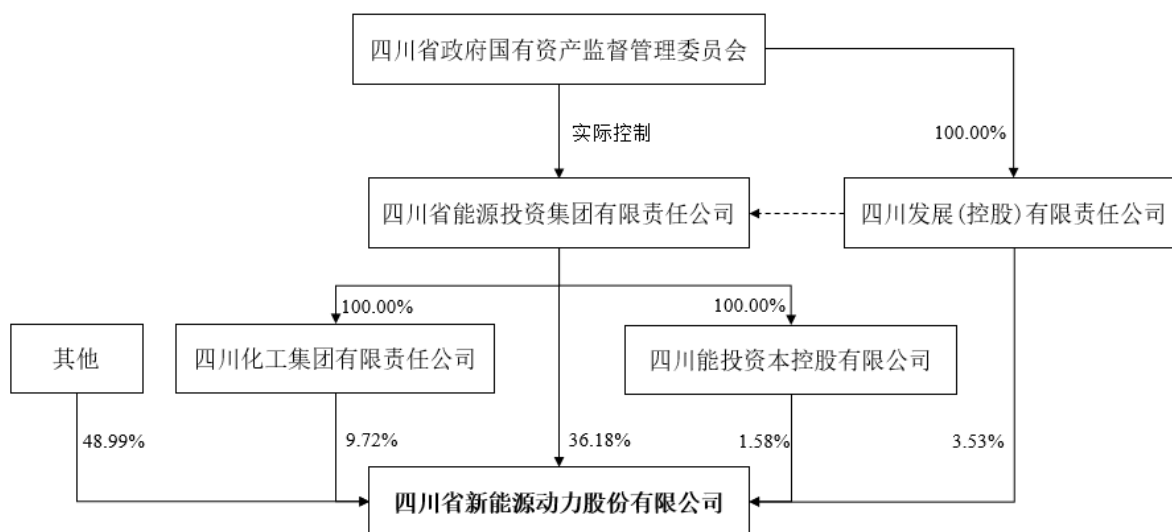 四川省政府国有资产监督管理委员会
实际控制
100.00%
四川省能源投资集团有限责任公司
四川发展(控股)有限责任公司
100.00%
100.00%
其他
四川化工集团有限责任公司
四川能投资本控股有限公司
48.99%
9.72%
36.18%
1.58%
3.53%
四川省新能源动力股份有限公司